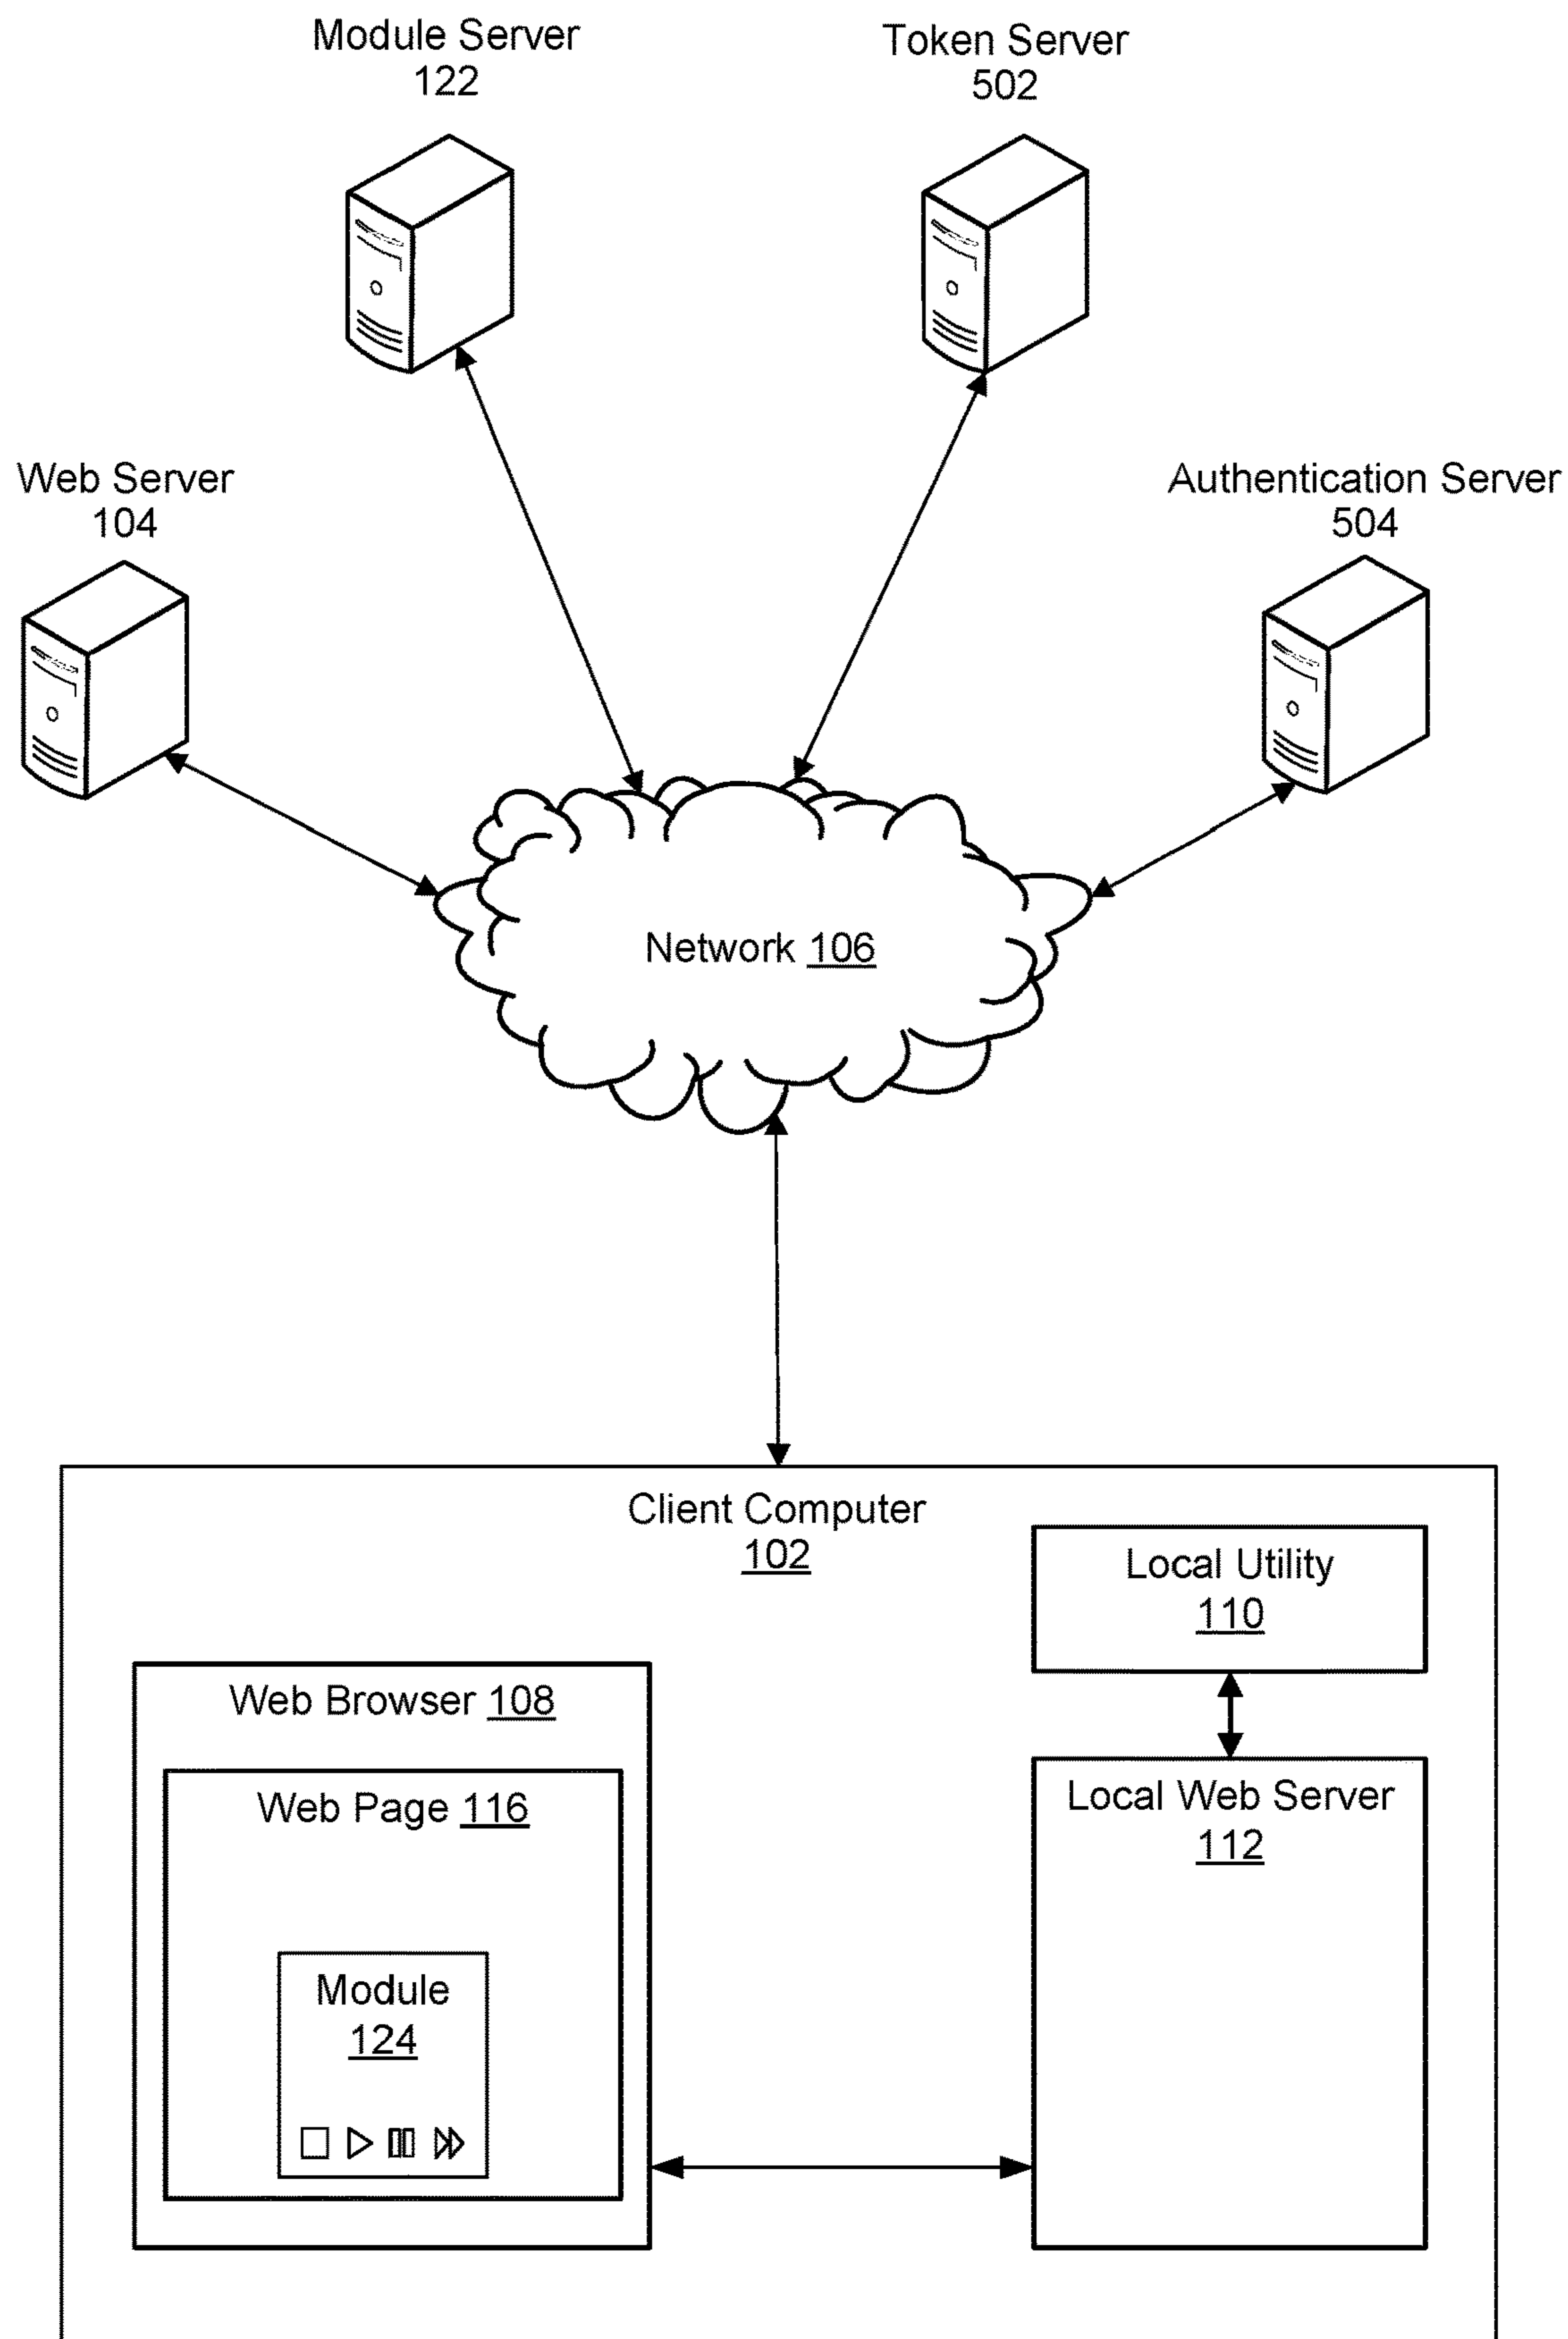 Module Server
122
Token Server
502
Web Server
104
Authentication Server
504
Network 106
Client Computer
102
Local Utility
110
Web Browser 108
Web Page 116
Local Web Server
112
Module
124